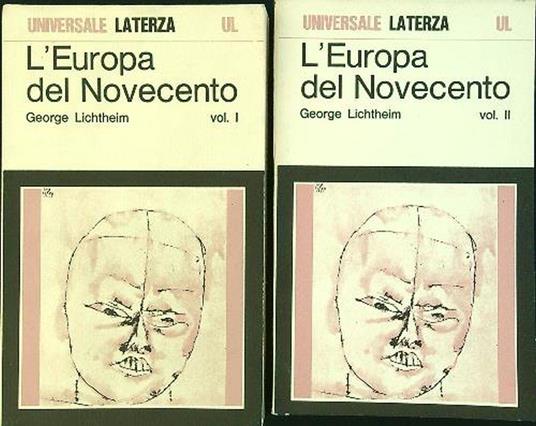 UNIVERSALE LATERZA UL
L'Europa
del Novecento
George Lichtheim vol. I
UNIVERSALE LATERZA UL
L'Europa
del Novecento
George Lichtheim vol. II